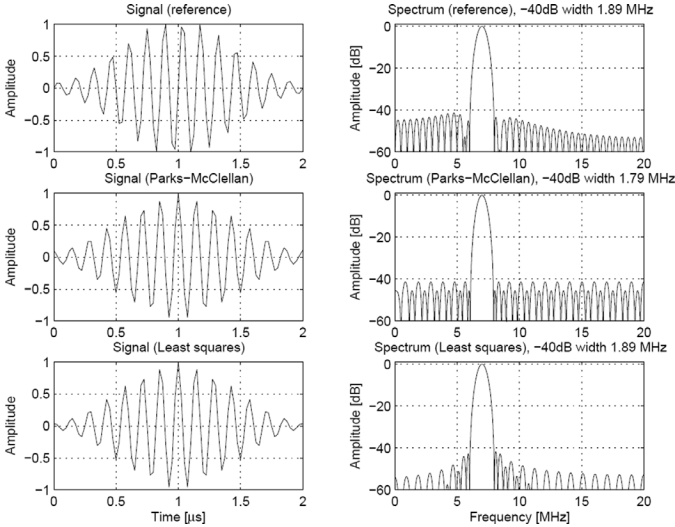 Signal (reference)
Amplitude
1
0.5
0
−0.5
−1
0 0.5 1 1.5 2
Spectrum (reference), −40dB width 1.89 MHz
Amplitude [dB]
0
−20
−40
−60
0 5 10 15 20
Signal (Parks−McClellan)
Amplitude
1
0.5
0
−0.5
−1
0 0.5 1 1.5 2
Spectrum (Parks−McClellan), −40dB width 1.79 MHz
Amplitude [dB]
0
−20
−40
−60
0 5 10 15 20
Signal (Least squares)
Amplitude
1
0.5
0
−0.5
−1
0 0.5 1 1.5 2
Time [μs]
Spectrum (Least squares), −40dB width 1.89 MHz
Amplitude [dB]
0
−20
−40
−60
0 5 10 15 20
Frequency [MHz]